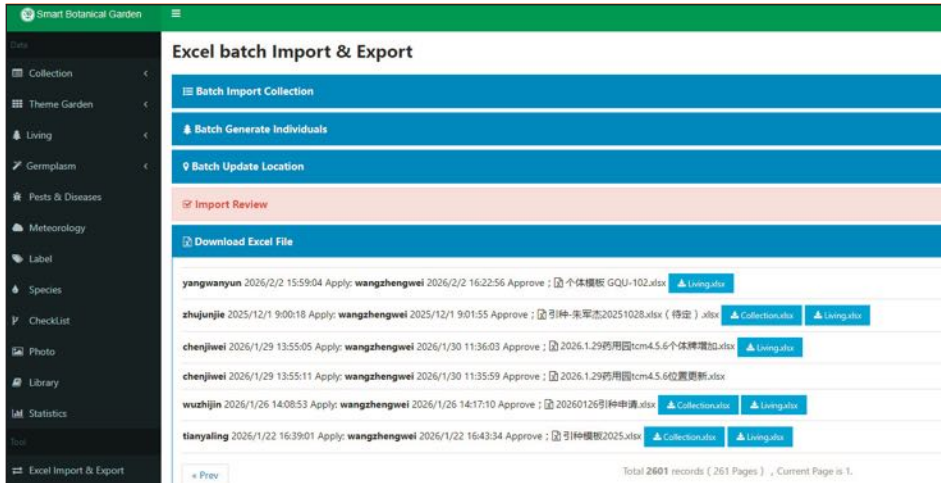 Smart Botanical Garden
Data
Collection
Theme Garden
Living
Germplasm
Pests & Diseases
Meteorology
Label
Species
CheckList
Photo
Library
Statistics
Tool
Excel Import & Export
Excel batch Import & Export
Batch Import Collection
Batch Generate Individuals
Batch Update Location
Import Review
Download Excel File
yangwanyun 2026/2/2 15:59:04 Apply: wangzhengwei 2026/2/2 16:22:56 Approve ; 个体模板 GQU-102.xlsx Living.xlsx
zhujunjie 2025/12/1 9:00:18 Apply: wangzhengwei 2025/12/1 9:01:55 Approve ; 引种-朱军杰20251028.xlsx（待定）.xlsx Collection.xlsx Living.xlsx
chenjiwei 2026/1/29 13:55:05 Apply: wangzhengwei 2026/1/30 11:36:03 Approve ; 2026.1.29药用园tcm4.5.6个体牌增加.xlsx Living.xlsx
chenjiwei 2026/1/29 13:55:11 Apply: wangzhengwei 2026/1/30 11:35:59 Approve ; 2026.1.29药用园tcm4.5.6位置更新.xlsx
wuzhijin 2026/1/26 14:08:53 Apply: wangzhengwei 2026/1/26 14:17:10 Approve ; 20260126引种申请.xlsx Collection.xlsx Living.xlsx
tianyaling 2026/1/22 16:39:01 Apply: wangzhengwei 2026/1/22 16:43:34 Approve ; 引种模板2025.xlsx Collection.xlsx Living.xlsx
« Prev
Total 2601 records ( 261 Pages ) , Current Page is 1.